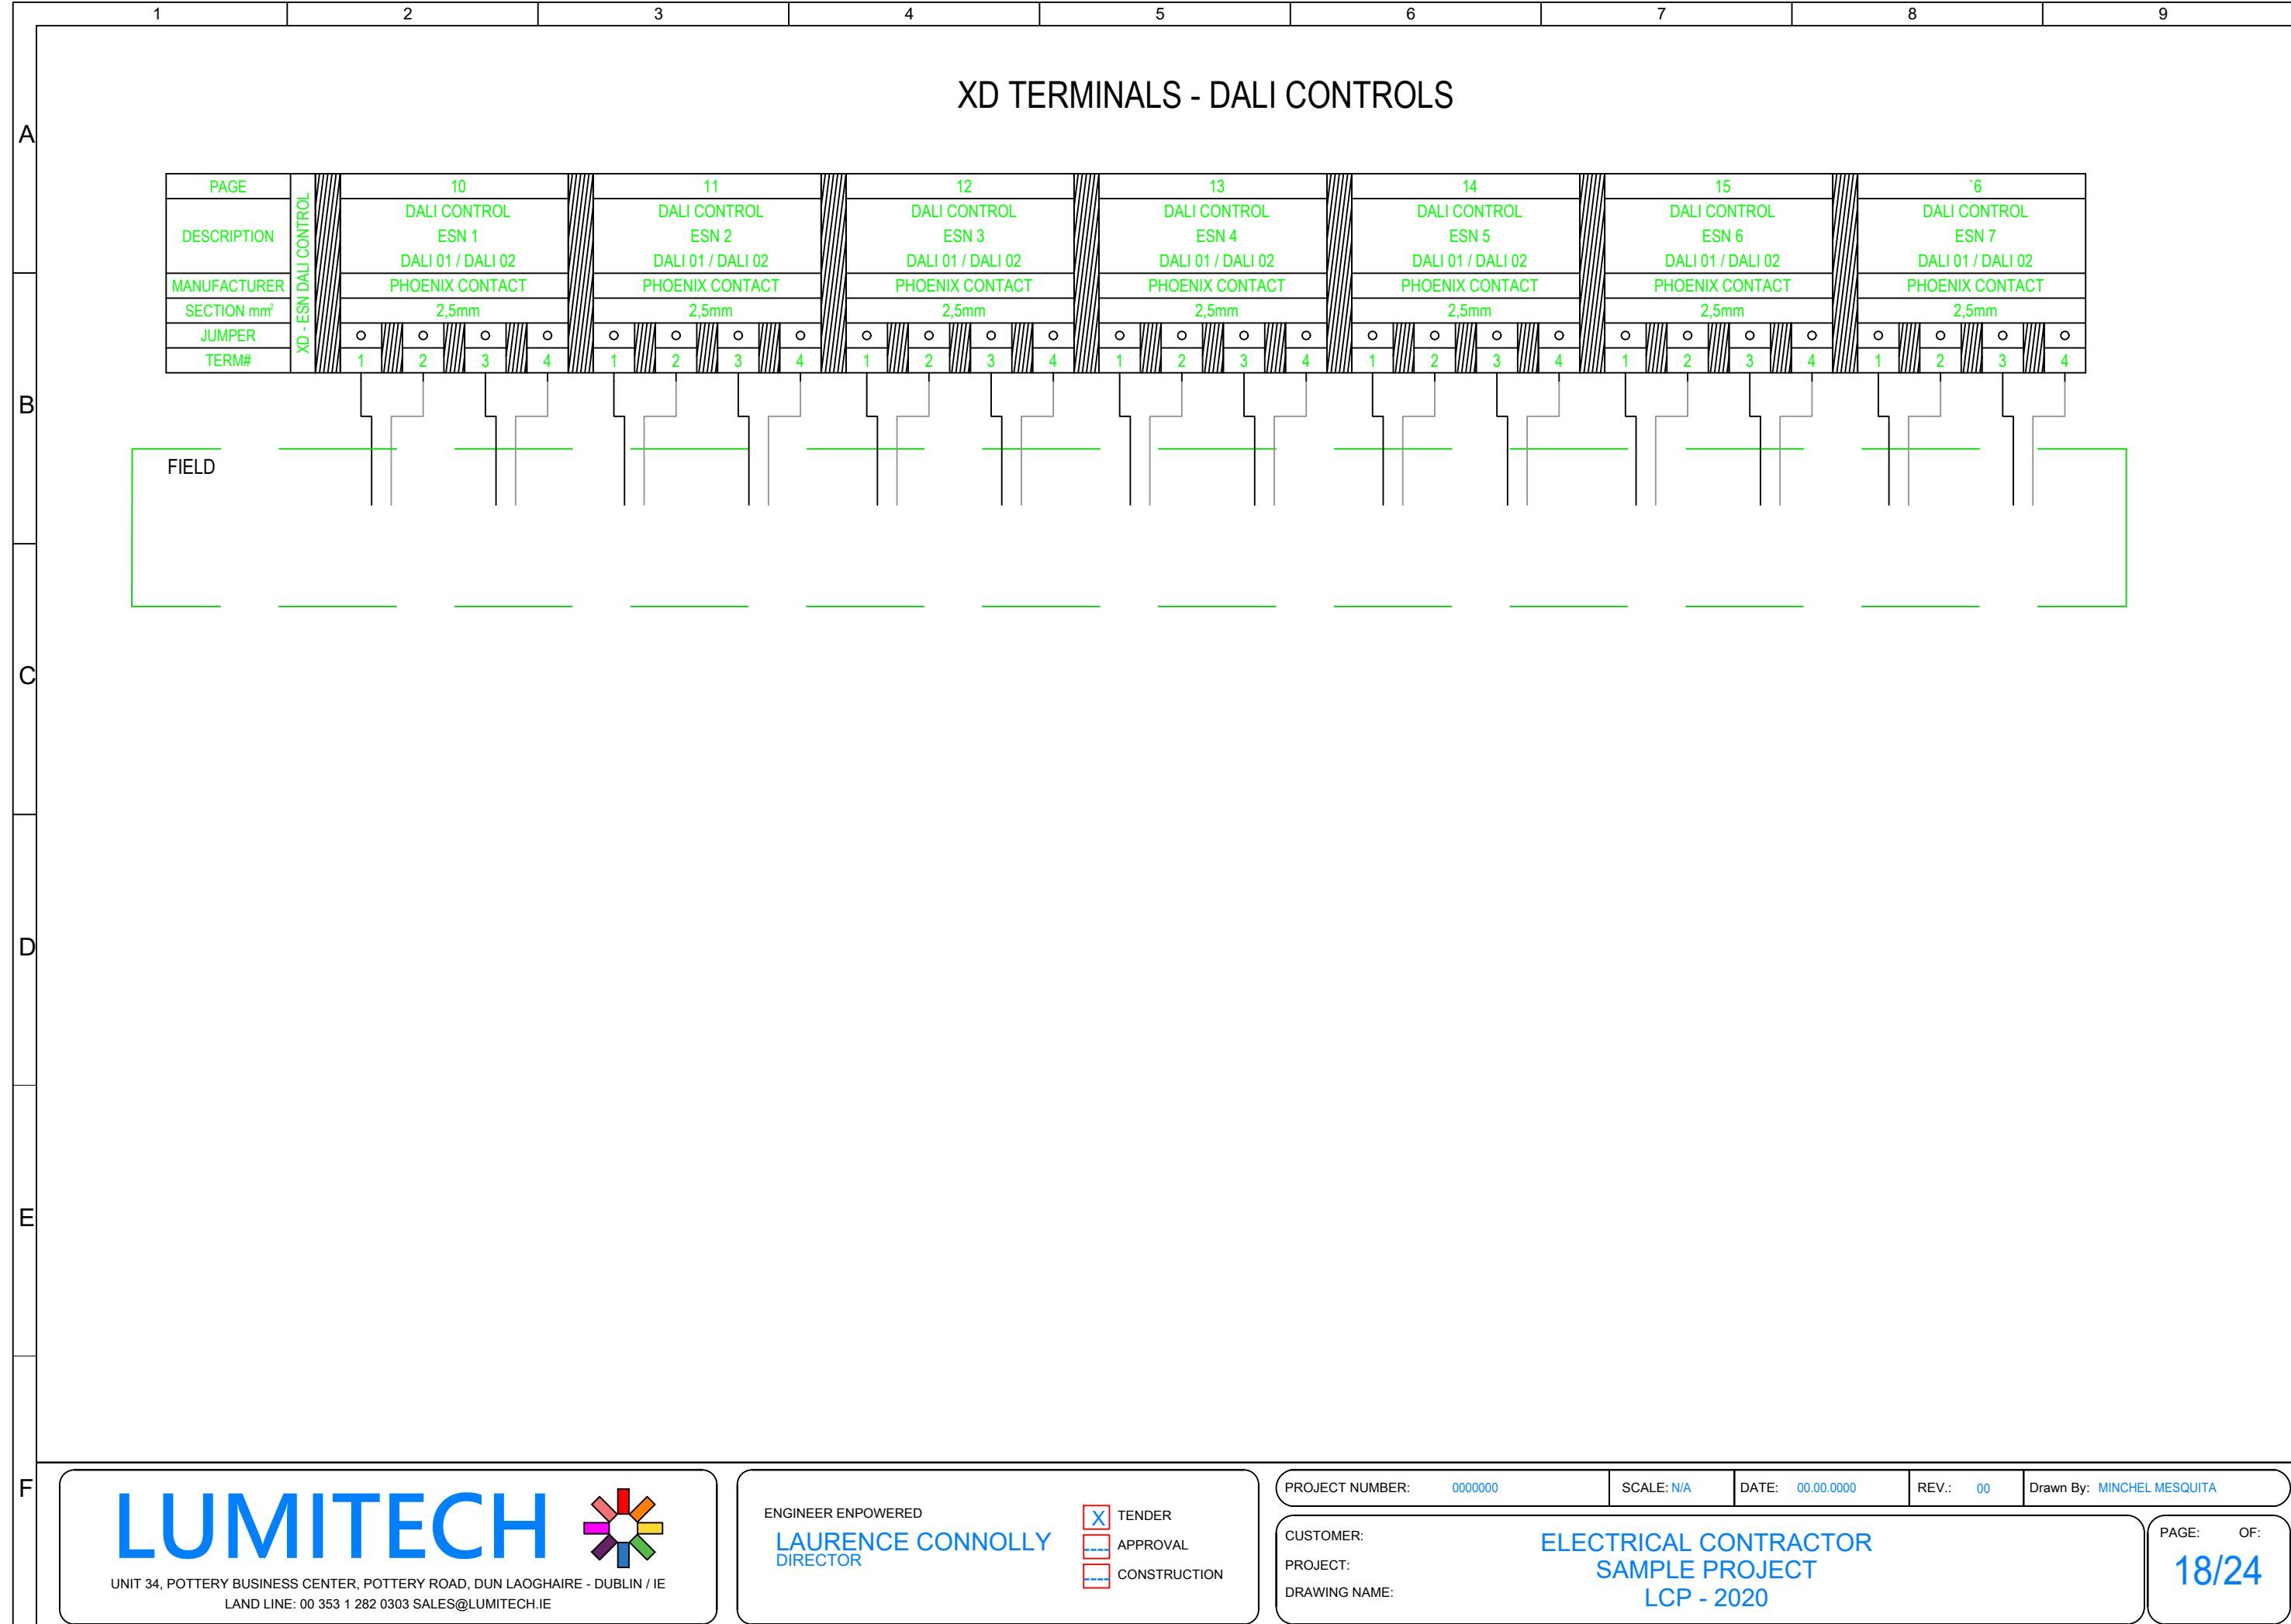 1 2 3 4 5 6 7 8 9
XD TERMINALS - DALI CONTROLS
A
B
C
D
E
F
PAGE 10 11 12 13 14 15 `6
XD - ESN DALI CONTROL
DESCRIPTION
DALI CONTROL DALI CONTROL DALI CONTROL DALI CONTROL DALI CONTROL DALI CONTROL DALI CONTROL
ESN 1 ESN 2 ESN 3 ESN 4 ESN 5 ESN 6 ESN 7
DALI 01 / DALI 02 DALI 01 / DALI 02 DALI 01 / DALI 02 DALI 01 / DALI 02 DALI 01 / DALI 02 DALI 01 / DALI 02 DALI 01 / DALI 02
MANUFACTURER PHOENIX CONTACT PHOENIX CONTACT PHOENIX CONTACT PHOENIX CONTACT PHOENIX CONTACT PHOENIX CONTACT PHOENIX CONTACT
SECTION mm² 2,5mm 2,5mm 2,5mm 2,5mm 2,5mm 2,5mm 2,5mm
JUMPER
TERM# 1 2 3 4 1 2 3 4 1 2 3 4 1 2 3 4 1 2 3 4 1 2 3 4 1 2 3 4
FIELD
LUMITECH
UNIT 34, POTTERY BUSINESS CENTER, POTTERY ROAD, DUN LAOGHAIRE - DUBLIN / IE
LAND LINE: 00 353 1 282 0303 SALES@LUMITECH.IE
ENGINEER ENPOWERED
LAURENCE CONNOLLY
DIRECTOR
X TENDER
---- APPROVAL
---- CONSTRUCTION
PROJECT NUMBER: 0000000 SCALE: N/A DATE: 00.00.0000 REV.: 00 Drawn By: MINCHEL MESQUITA
CUSTOMER: ELECTRICAL CONTRACTOR
PROJECT: SAMPLE PROJECT
DRAWING NAME: LCP - 2020
PAGE: OF:
18/24